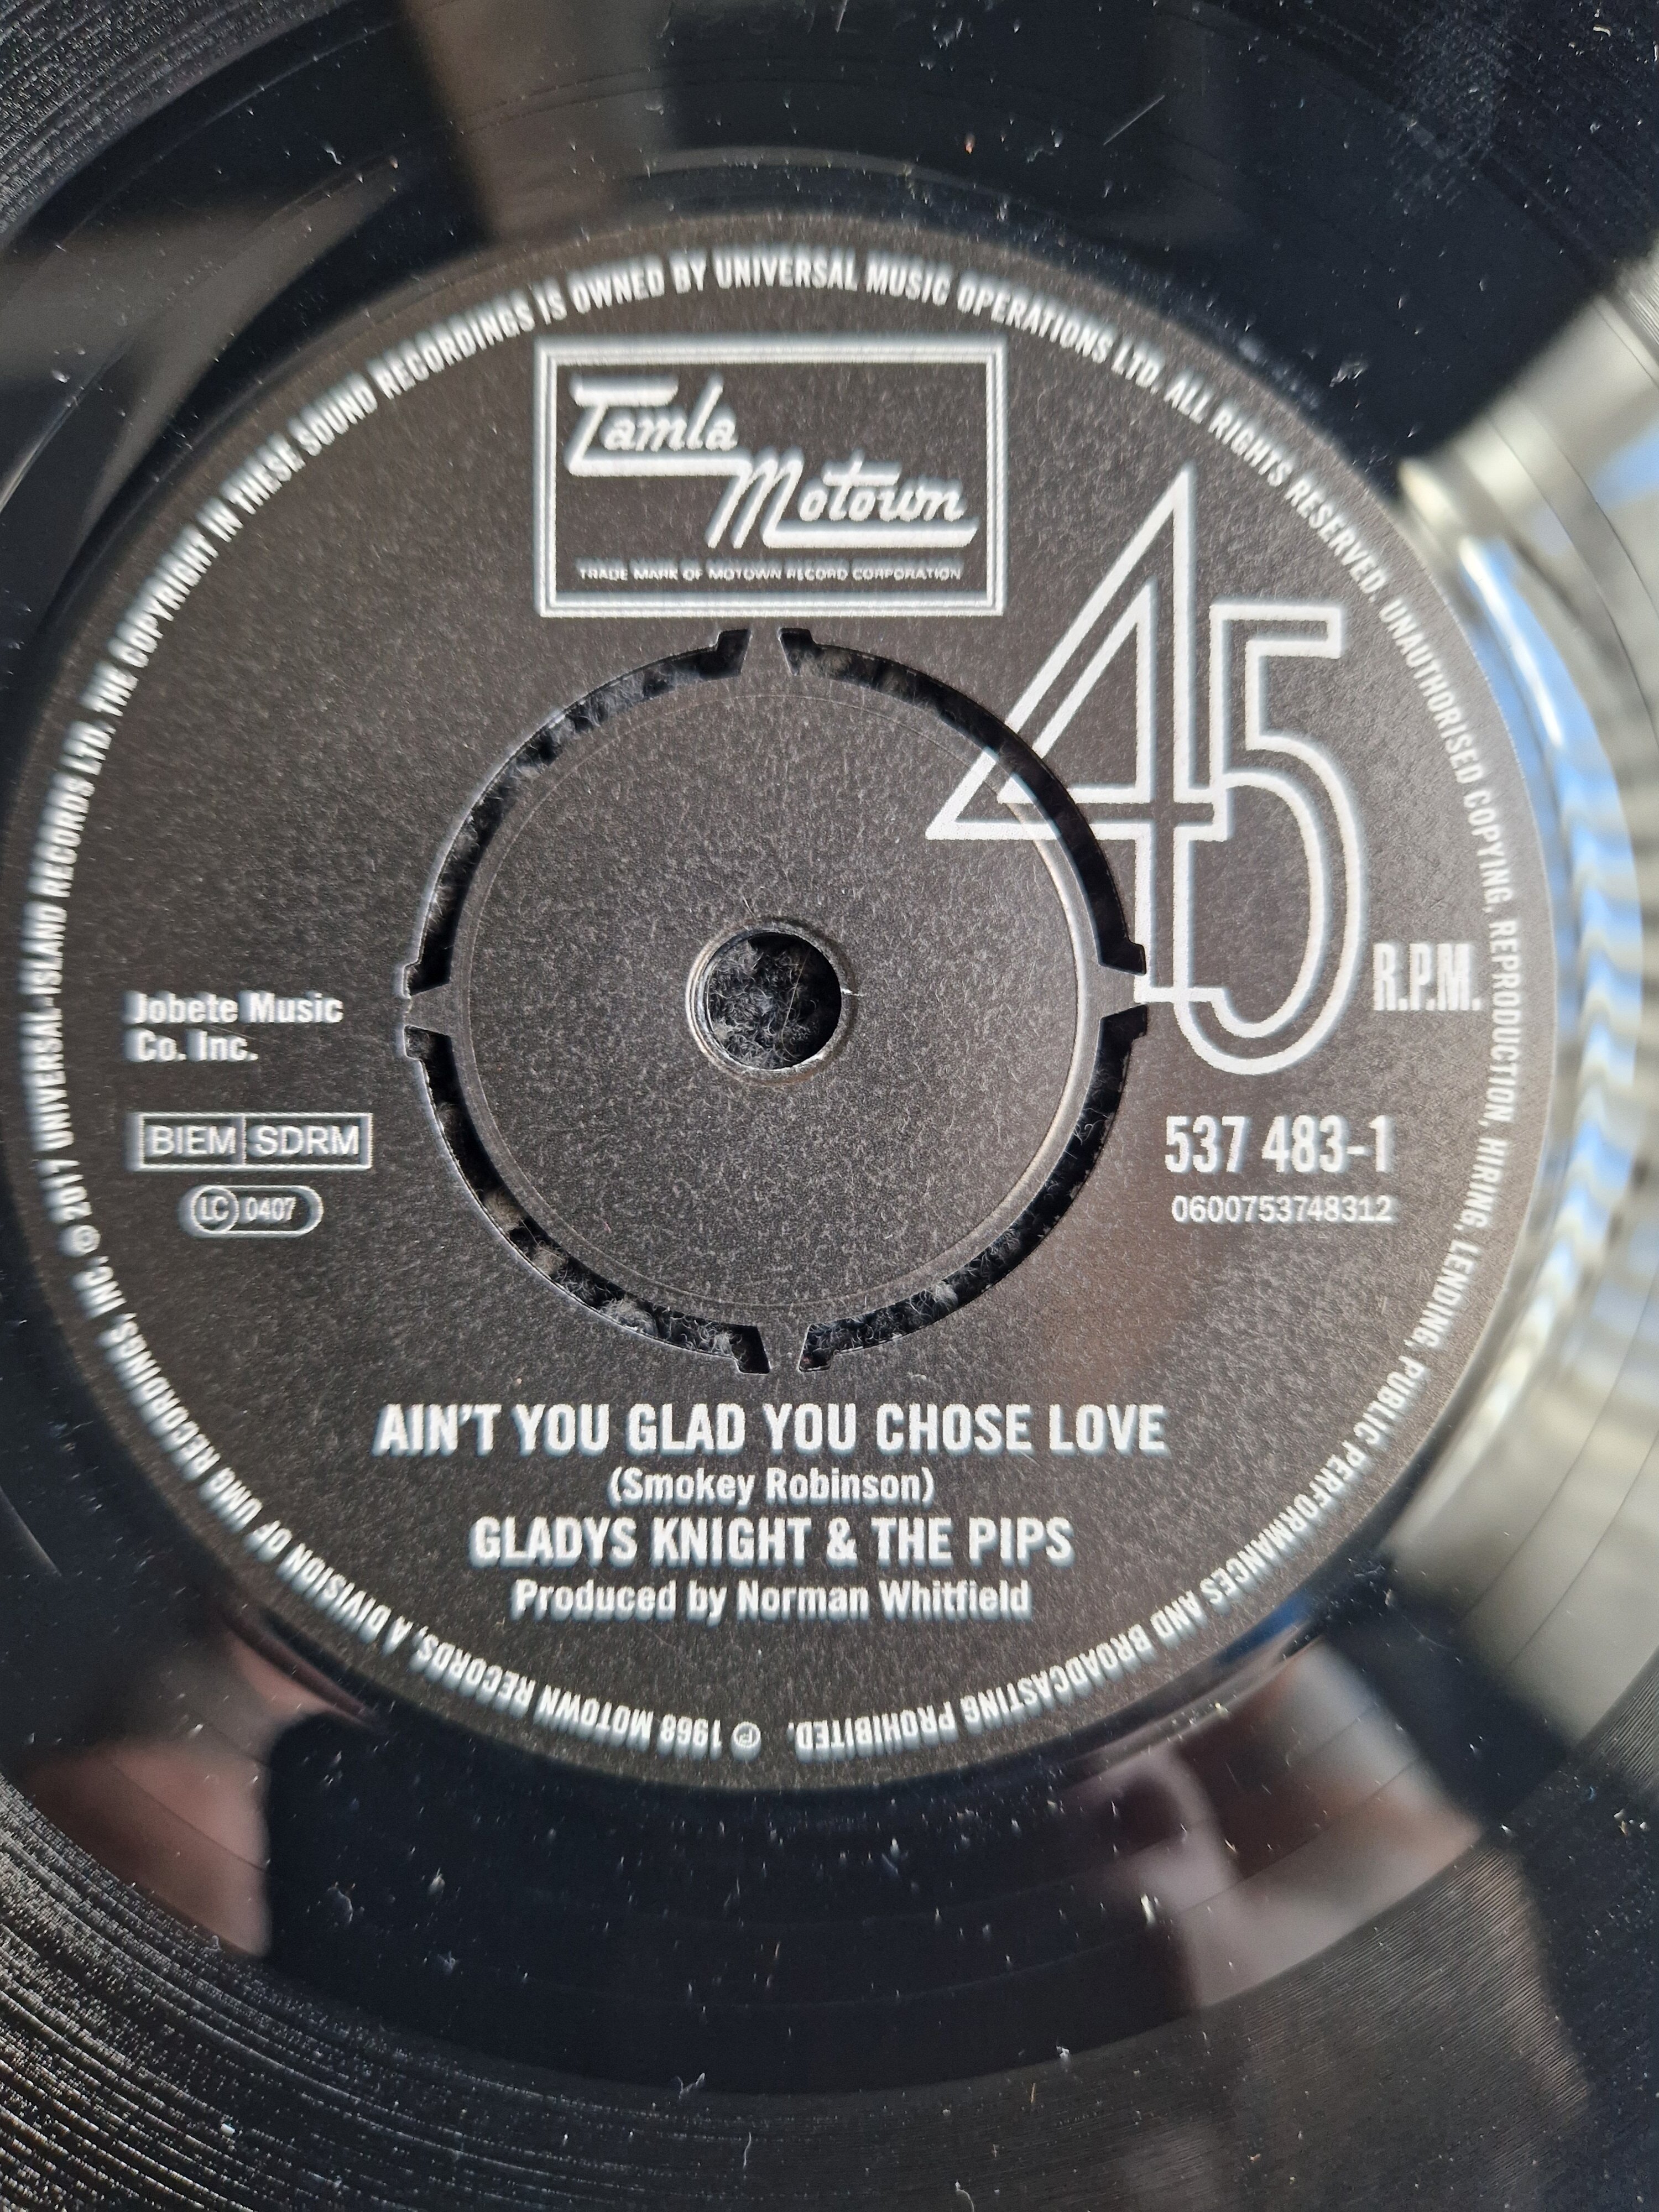 Tamla
Motown
TRADE MARK OF MOTOWN RECORD CORPORATION
45
R.P.M.
Jobete Music
Co. Inc.
BIEM SDRM
LC 0407
537 483-1
0600753748312
AIN'T YOU GLAD YOU CHOSE LOVE
(Smokey Robinson)
GLADYS KNIGHT & THE PIPS
Produced by Norman Whitfield
℗ 1968 MOTOWN RECORDS, A DIVISION OF UMG RECORDINGS, INC. © 2017 UNIVERSAL-ISLAND RECORDS LTD. THE COPYRIGHT IN THESE SOUND RECORDINGS IS OWNED BY UNIVERSAL MUSIC OPERATIONS LTD. ALL RIGHTS RESERVED. UNAUTHORISED COPYING, REPRODUCTION, HIRING, LENDING, PUBLIC PERFORMANCES AND BROADCASTING PROHIBITED.